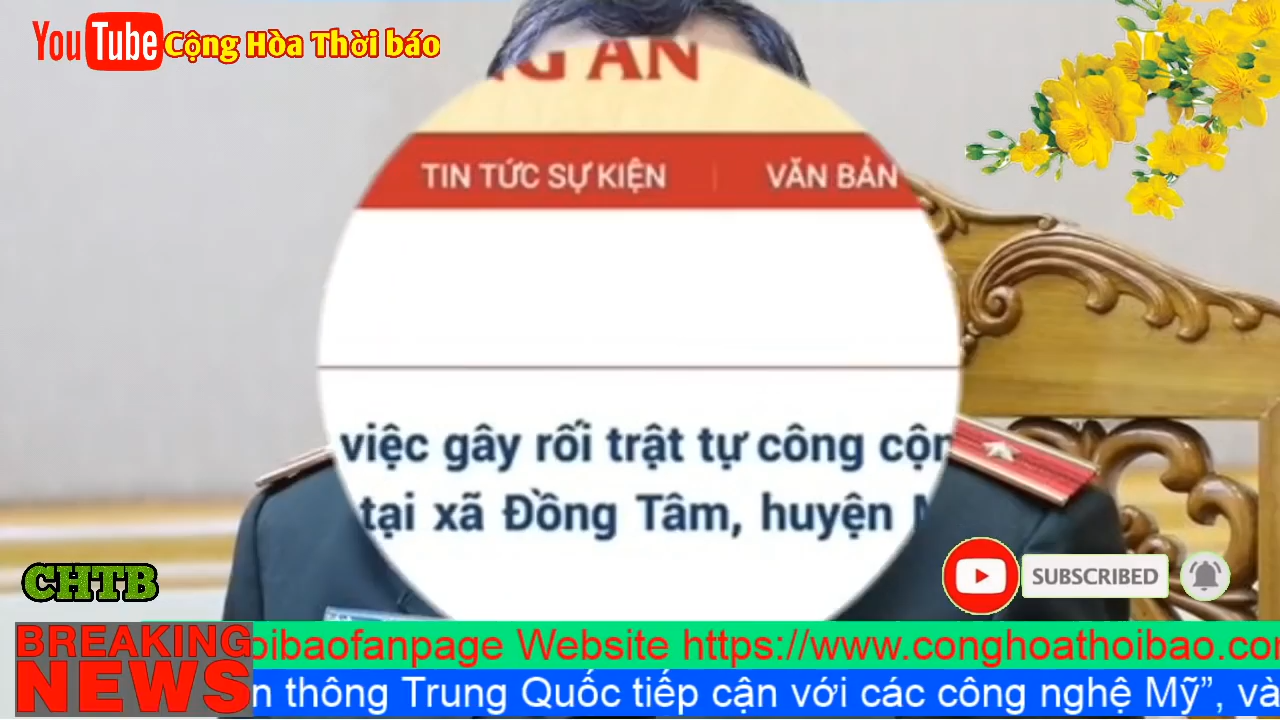 YouTube Cộng Hòa Thời báo
AN
TIN TỨC SỰ KIỆN
VĂN BẢN
việc gây rối trật tự công
tại xã Đồng Tâm, huyện
SUBSCRIBED
CHTB
BREAKING
NEWS
oibaofanpage Website https://www.conghoathoibao.co
n thông Trung Quốc tiếp cận với các công nghệ Mỹ”, và